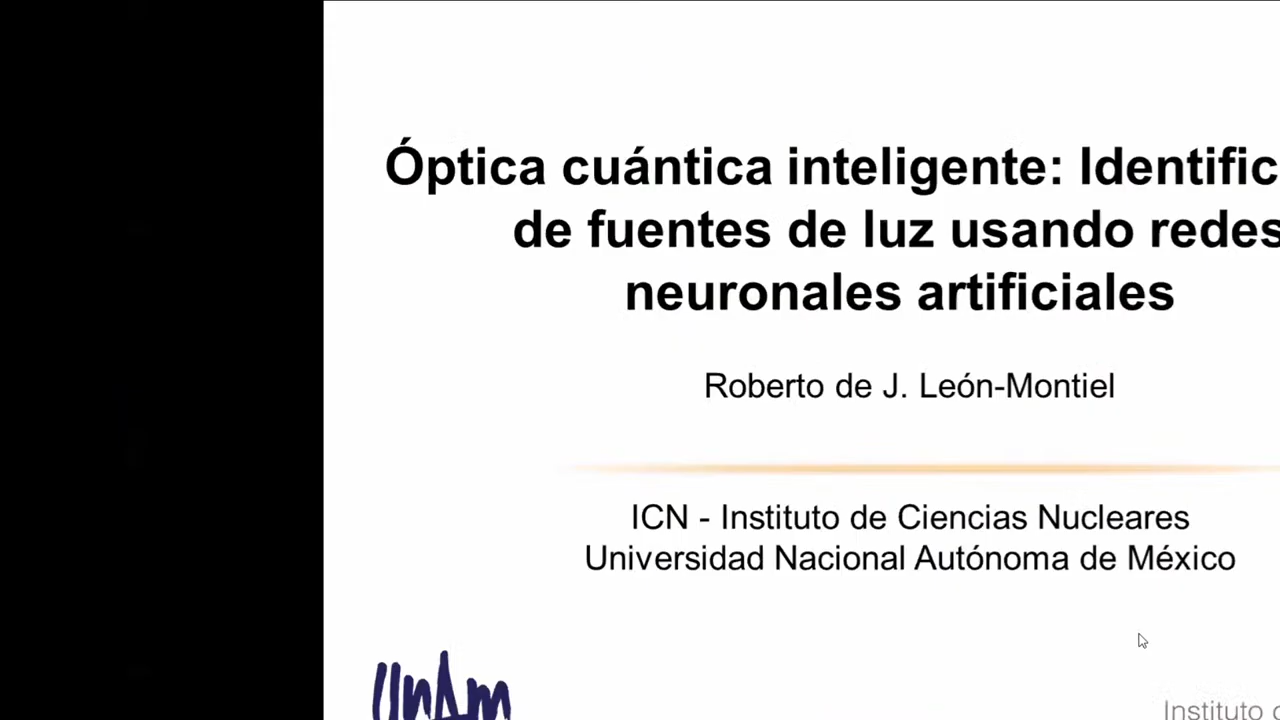 Óptica cuántica inteligente: Identific
de fuentes de luz usando redes
neuronales artificiales
Roberto de J. León-Montiel
ICN - Instituto de Ciencias Nucleares
Universidad Nacional Autónoma de México
UNAM
Instituto